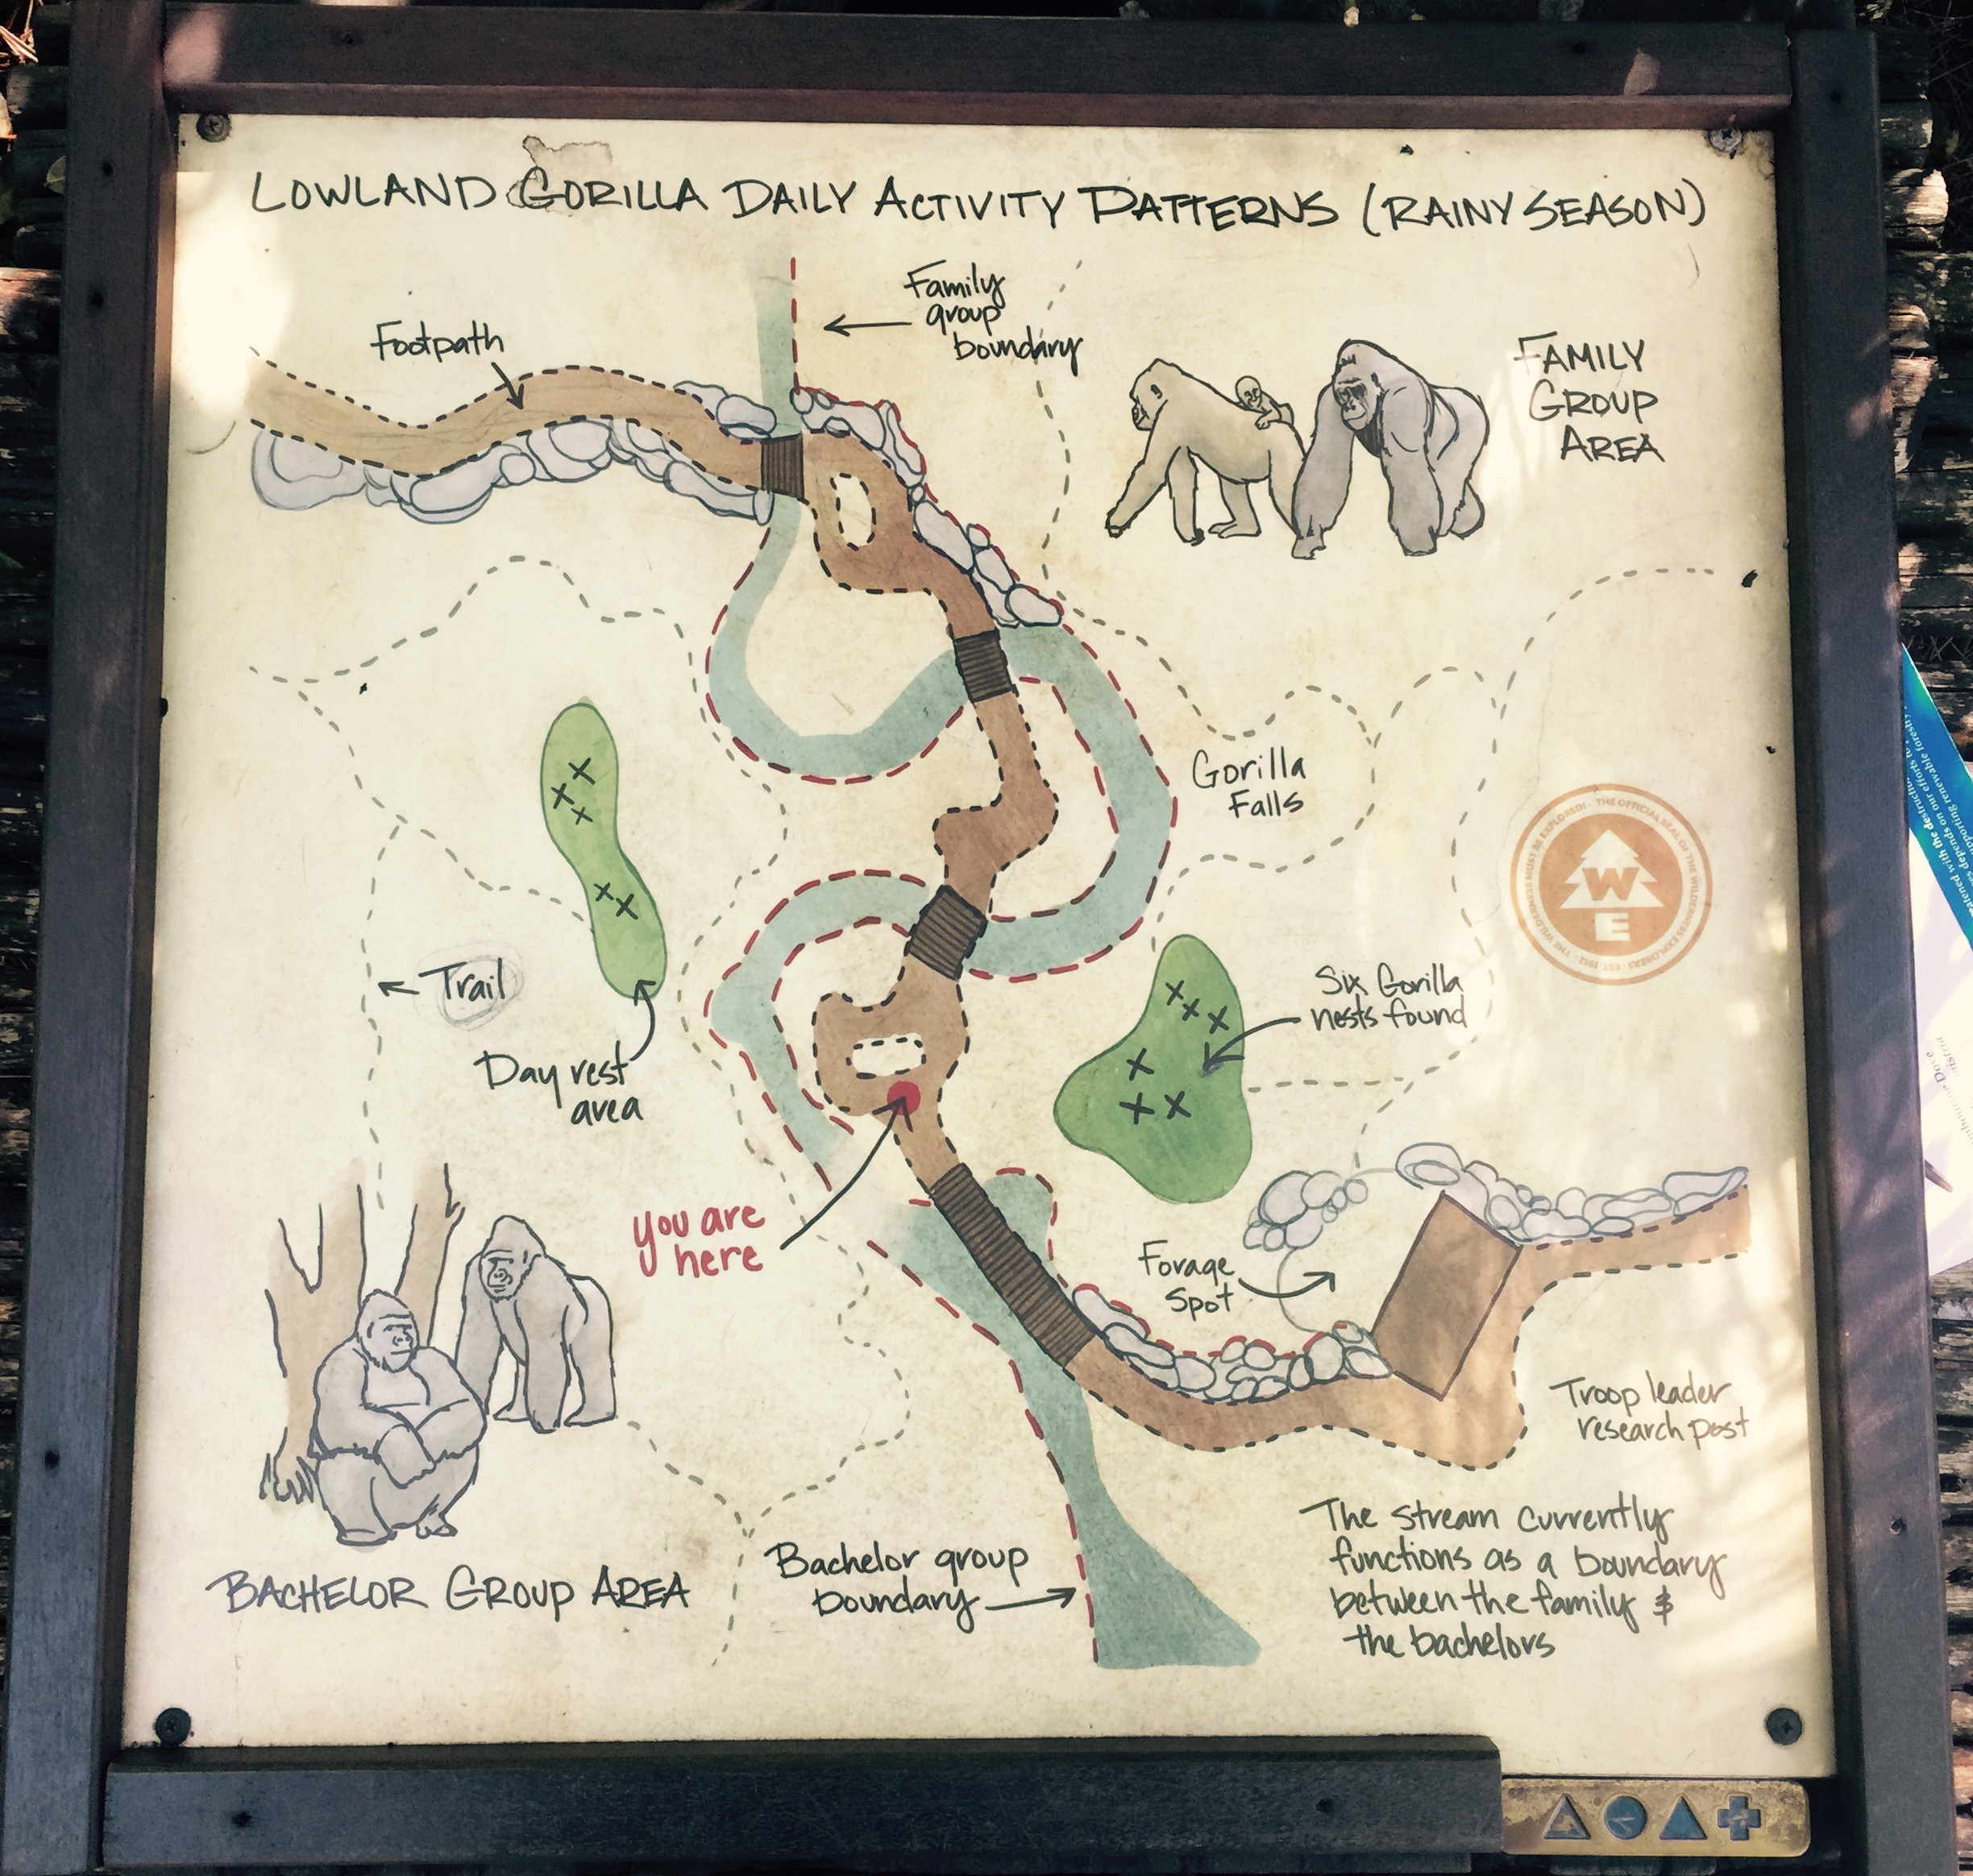 LOWLAND GORILLA DAILY ACTIVITY PATTERNS (RAINY SEASON)
Family
group
boundary
Footpath
FAMILY
GROUP
AREA
Gorilla
Falls
THE OFFICIAL SEAL OF THE WILDERNESS EXPLORERS · EST. 1912 · THE WILDERNESS MUST BE EXPLORED! ·
W
E
Trail
Six Gorilla
nests found
Day rest
area
you are
here
Forage
Spot
Troop leader
research post
The stream currently
functions as a boundary
between the family &
the bachelors
Bachelor group
boundary
BACHELOR GROUP AREA